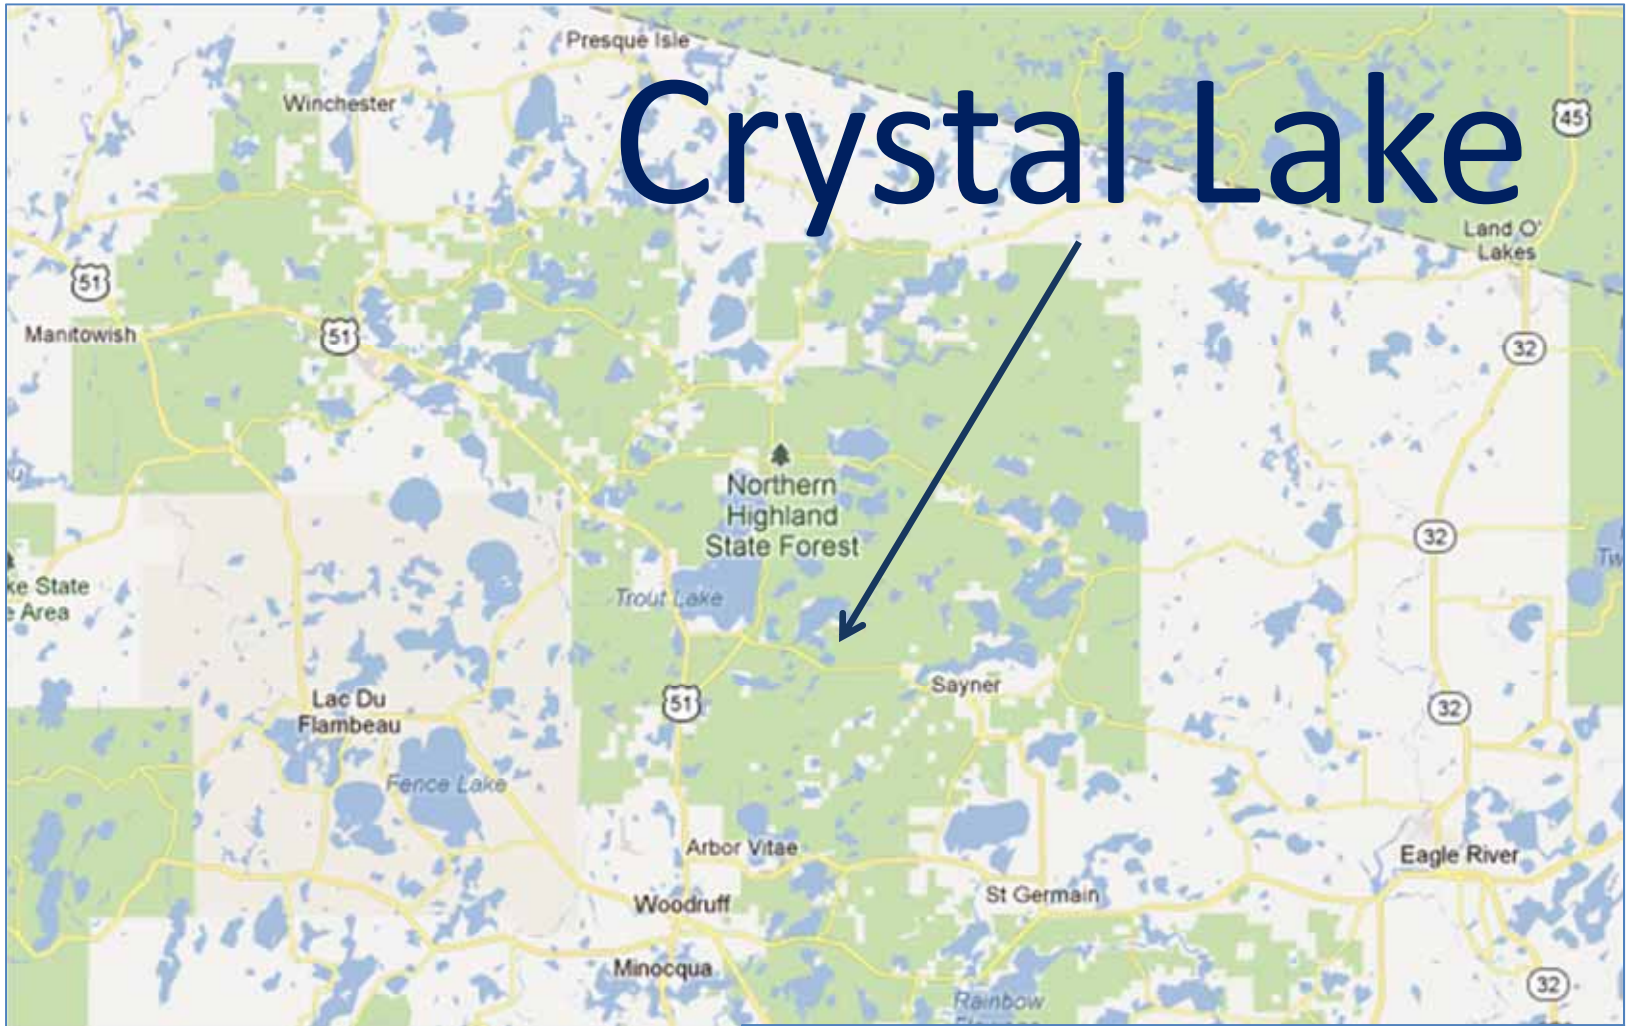 Presque Isle
Crystal Lake
Winchester
45
Land O'
Lakes
51
Manitowish
51
32
Northern
Highland
State Forest
32
ke State
Area
Trout Lake
Sayner
51
Lac Du
Flambeau
32
Fence Lake
Arbor Vitae
Eagle River
St Germain
Woodruff
Minocqua
32
Rainbow